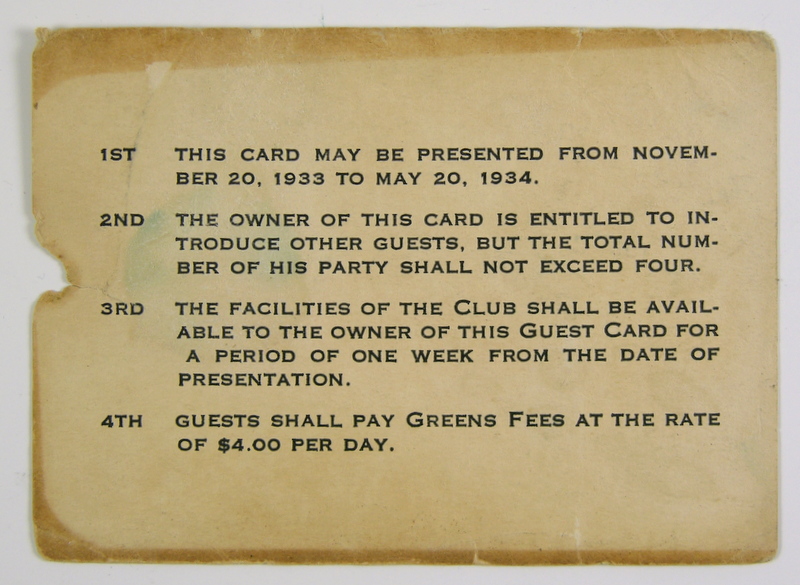 1ST THIS CARD MAY BE PRESENTED FROM NOVEM-
BER 20, 1933 TO MAY 20, 1934.
2ND THE OWNER OF THIS CARD IS ENTITLED TO IN-
TRODUCE OTHER GUESTS, BUT THE TOTAL NUM-
BER OF HIS PARTY SHALL NOT EXCEED FOUR.
3RD THE FACILITIES OF THE CLUB SHALL BE AVAIL-
ABLE TO THE OWNER OF THIS GUEST CARD FOR
A PERIOD OF ONE WEEK FROM THE DATE OF
PRESENTATION.
4TH GUESTS SHALL PAY GREENS FEES AT THE RATE
OF $4.00 PER DAY.